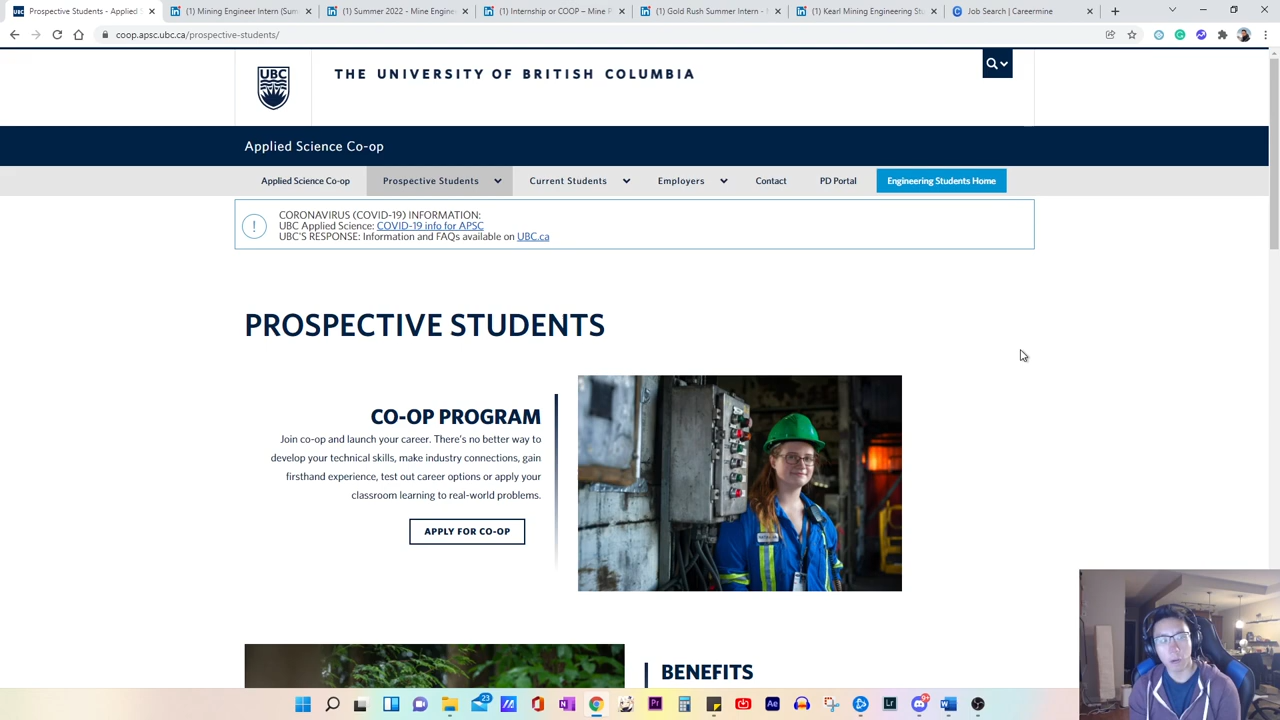 Prospective Students - Applied S
(1) Mining Engineer Intern (Sum
(1) Summer 2022 - Mine Engine
(1) Internship or COOP – Mine P
(1) Gold Rush Summer Intern -
(1) Kearl Mining Engineering St
Job Search | Careermine
coop.apsc.ubc.ca/prospective-students/
UBC
THE UNIVERSITY OF BRITISH COLUMBIA
Applied Science Co-op
Applied Science Co-op
Prospective Students
Current Students
Employers
Contact
PD Portal
Engineering Students Home
CORONAVIRUS (COVID-19) INFORMATION:
UBC Applied Science: COVID-19 info for APSC
UBC'S RESPONSE: Information and FAQs available on UBC.ca
PROSPECTIVE STUDENTS
CO-OP PROGRAM
Join co-op and launch your career. There's no better way to
develop your technical skills, make industry connections, gain
firsthand experience, test out career options or apply your
classroom learning to real-world problems.
APPLY FOR CO-OP
BENEFITS
23